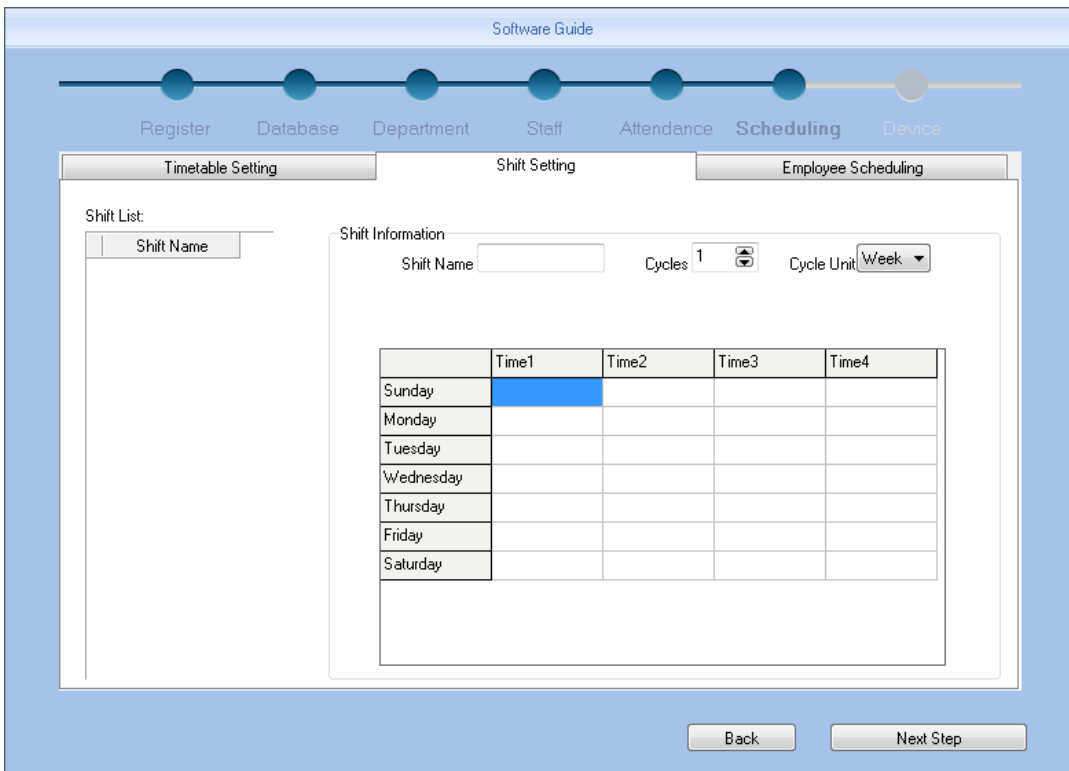 Software Guide
Register Database Department Staff Attendance Scheduling Device
Timetable Setting Shift Setting Employee Scheduling
Shift List:
Shift Name
Shift Information
Shift Name Cycles 1 Cycle Unit Week
Time1 Time2 Time3 Time4
Sunday
Monday
Tuesday
Wednesday
Thursday
Friday
Saturday
Back Next Step